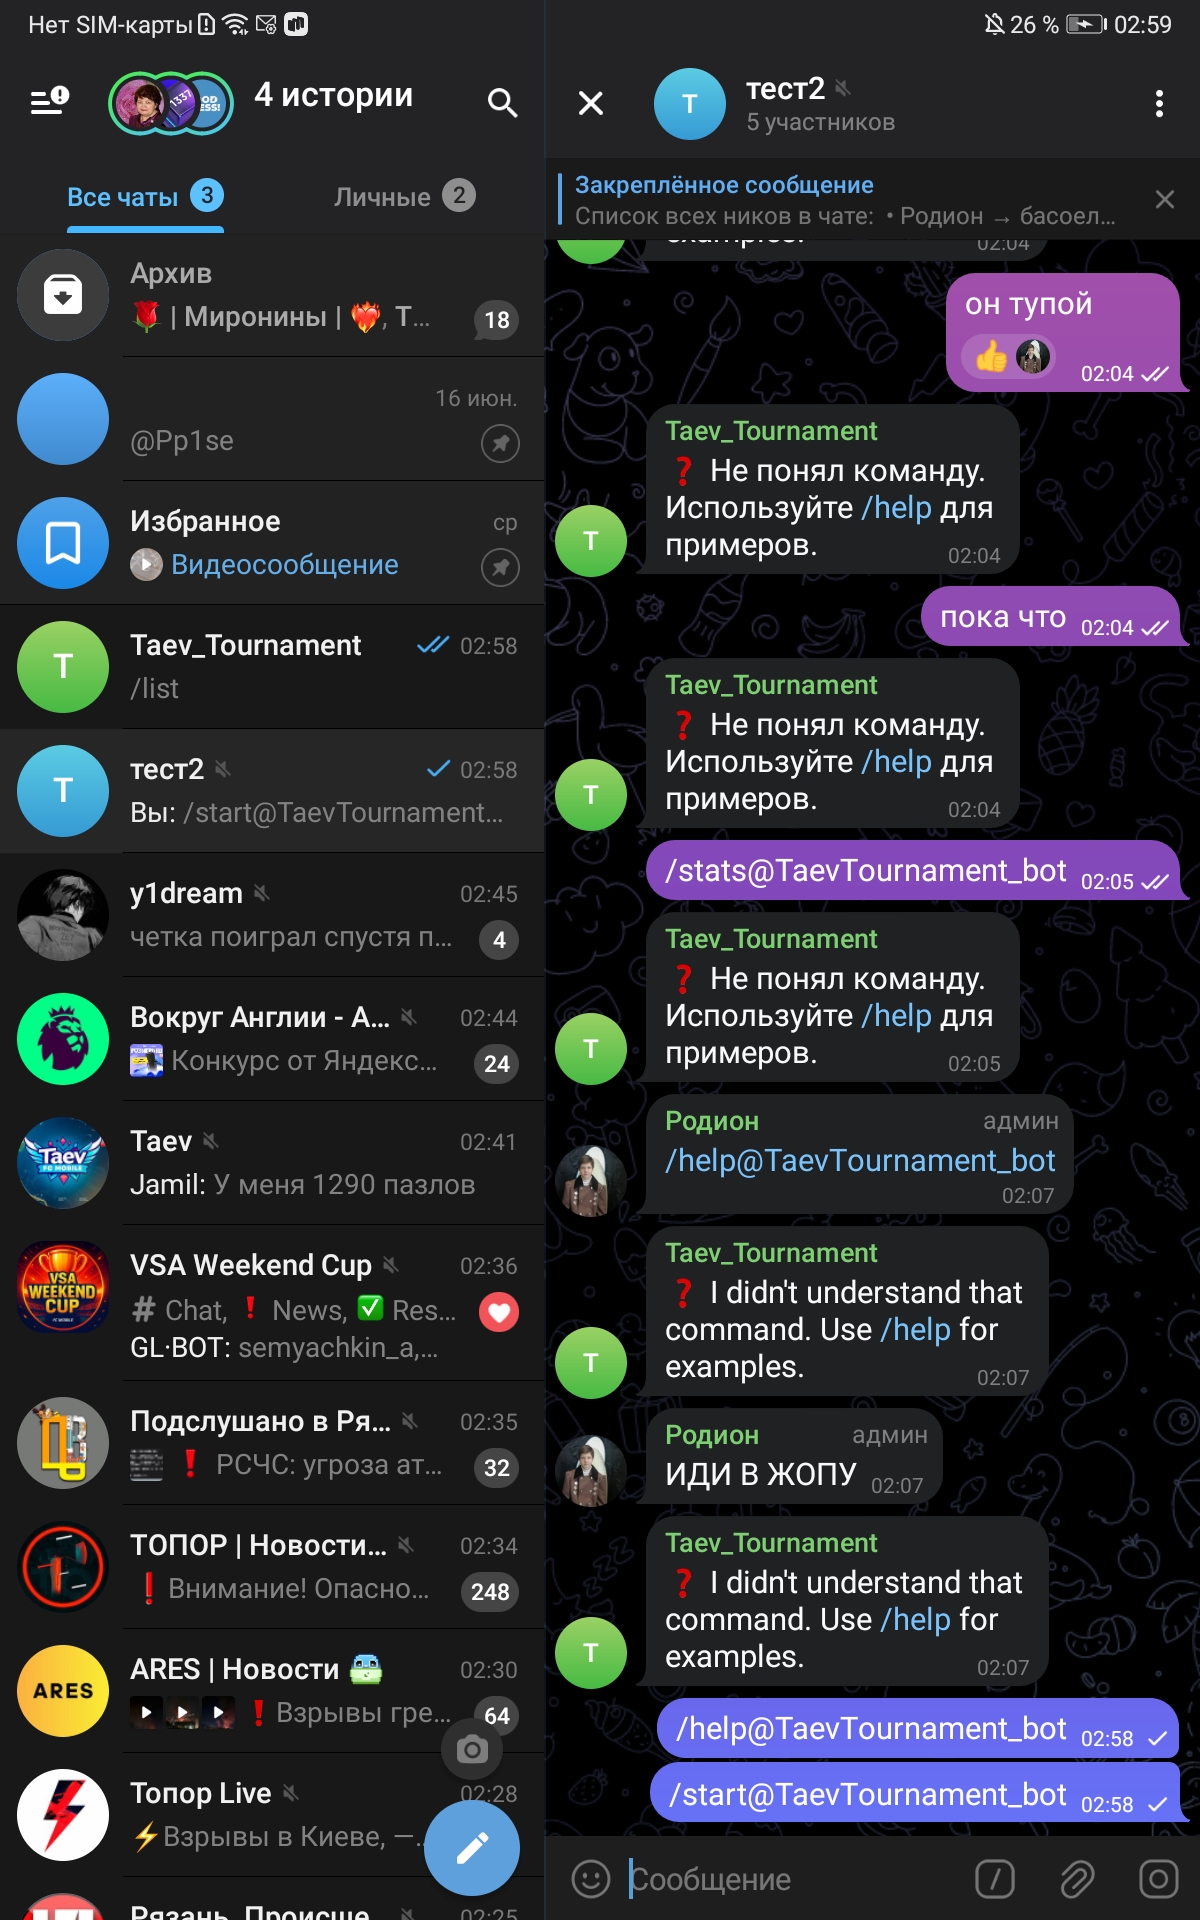 Нет SIM-карты
26 % 02:59
4 истории
Все чаты 3
Личные 2
Архив
🌹 | Миронины | ❤️‍🔥, Т... 18
16 июн.
@Pp1se
Избранное ср
Видеосообщение
Taev_Tournament 02:58
/list
тест2 02:58
Вы: /start@TaevTournament...
y1dream 02:45
четка поиграл спустя п... 4
Вокруг Англии - А... 02:44
Конкурс от Яндекс... 24
Taev 02:41
Jamil: У меня 1290 пазлов
VSA Weekend Cup 02:36
# Chat, ❗ News, ✅ Res...
GL·BOT: semyachkin_a,...
Подслушано в Ря... 02:35
❗ РСЧС: угроза ат... 32
ТОПОР | Новости... 02:34
❗ Внимание! Опасно... 248
ARES | Новости 02:30
❗ Взрывы гре... 64
Топор Live 02:28
⚡Взрывы в Киеве, —...
Рязань. Происше... 02:25
T
T
Taev
FC MOBILE
VSA
WEEKEND
CUP
ARES
T
тест2
5 участников
Закреплённое сообщение
Список всех ников в чате: • Родион → басоел...
examples. 02:04
он тупой
👍 02:04
Taev_Tournament
❓ Не понял команду.
Используйте /help для
примеров. 02:04
T
пока что 02:04
Taev_Tournament
❓ Не понял команду.
Используйте /help для
примеров. 02:04
T
/stats@TaevTournament_bot 02:05
Taev_Tournament
❓ Не понял команду.
Используйте /help для
примеров. 02:05
T
Родион админ
/help@TaevTournament_bot
02:07
Taev_Tournament
❓ I didn't understand that
command. Use /help for
examples. 02:07
T
Родион админ
ИДИ В ЖОПУ 02:07
Taev_Tournament
❓ I didn't understand that
command. Use /help for
examples. 02:07
T
/help@TaevTournament_bot 02:58
/start@TaevTournament_bot 02:58
Сообщение